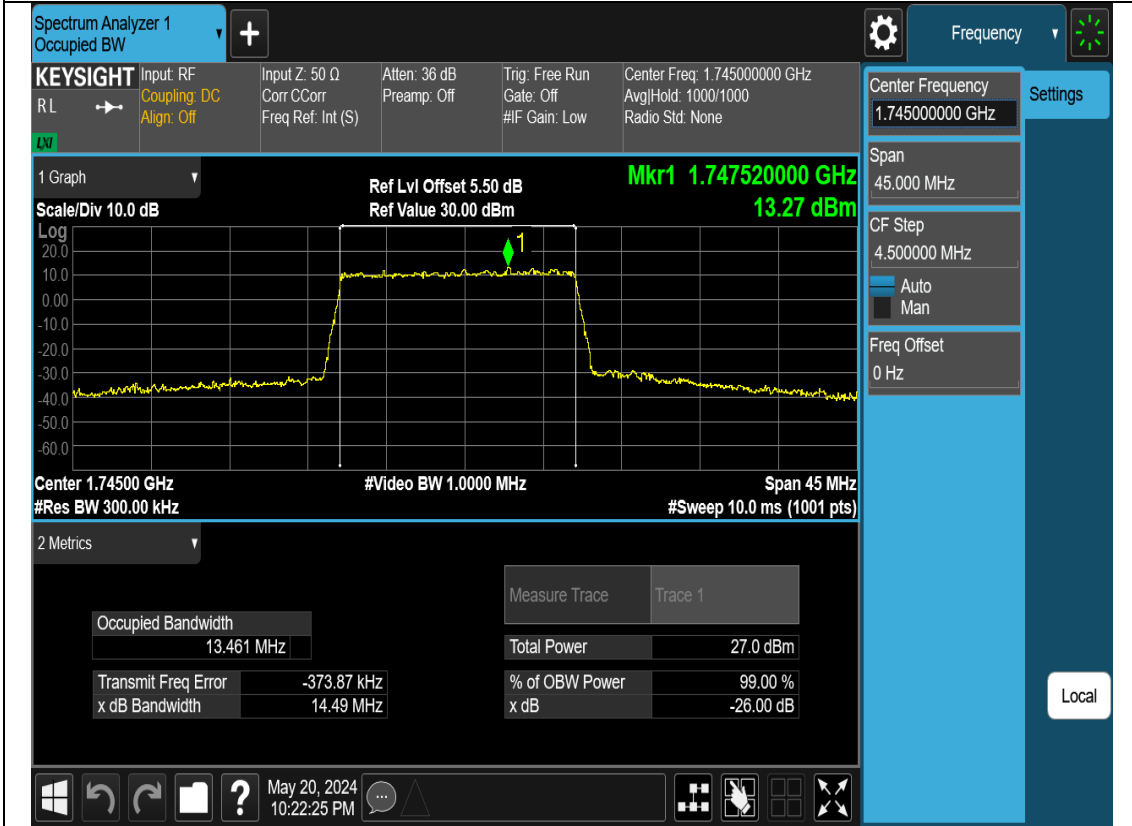 Spectrum Analyzer 1
Occupied BW
Frequency
KEYSIGHT
R L
LXI
Input: RF
Coupling: DC
Align: Off
Input Z: 50 Ω
Corr CCorr
Freq Ref: Int (S)
Atten: 36 dB
Preamp: Off
Trig: Free Run
Gate: Off
#IF Gain: Low
Center Freq: 1.745000000 GHz
Avg|Hold: 1000/1000
Radio Std: None
Center Frequency
1.745000000 GHz
Settings
Span
45.000 MHz
CF Step
4.500000 MHz
Auto
Man
Freq Offset
0 Hz
Local
1 Graph
Scale/Div 10.0 dB
Ref Lvl Offset 5.50 dB
Ref Value 30.00 dBm
Mkr1 1.747520000 GHz
13.27 dBm
Log
1
20.0
10.0
0.00
-10.0
-20.0
-30.0
-40.0
-50.0
-60.0
Center 1.74500 GHz
#Video BW 1.0000 MHz
Span 45 MHz
#Res BW 300.00 kHz
#Sweep 10.0 ms (1001 pts)
2 Metrics
Measure Trace
Trace 1
Occupied Bandwidth
13.461 MHz
Total Power
27.0 dBm
Transmit Freq Error
-373.87 kHz
% of OBW Power
99.00 %
x dB Bandwidth
14.49 MHz
x dB
-26.00 dB
?
May 20, 2024
10:22:25 PM